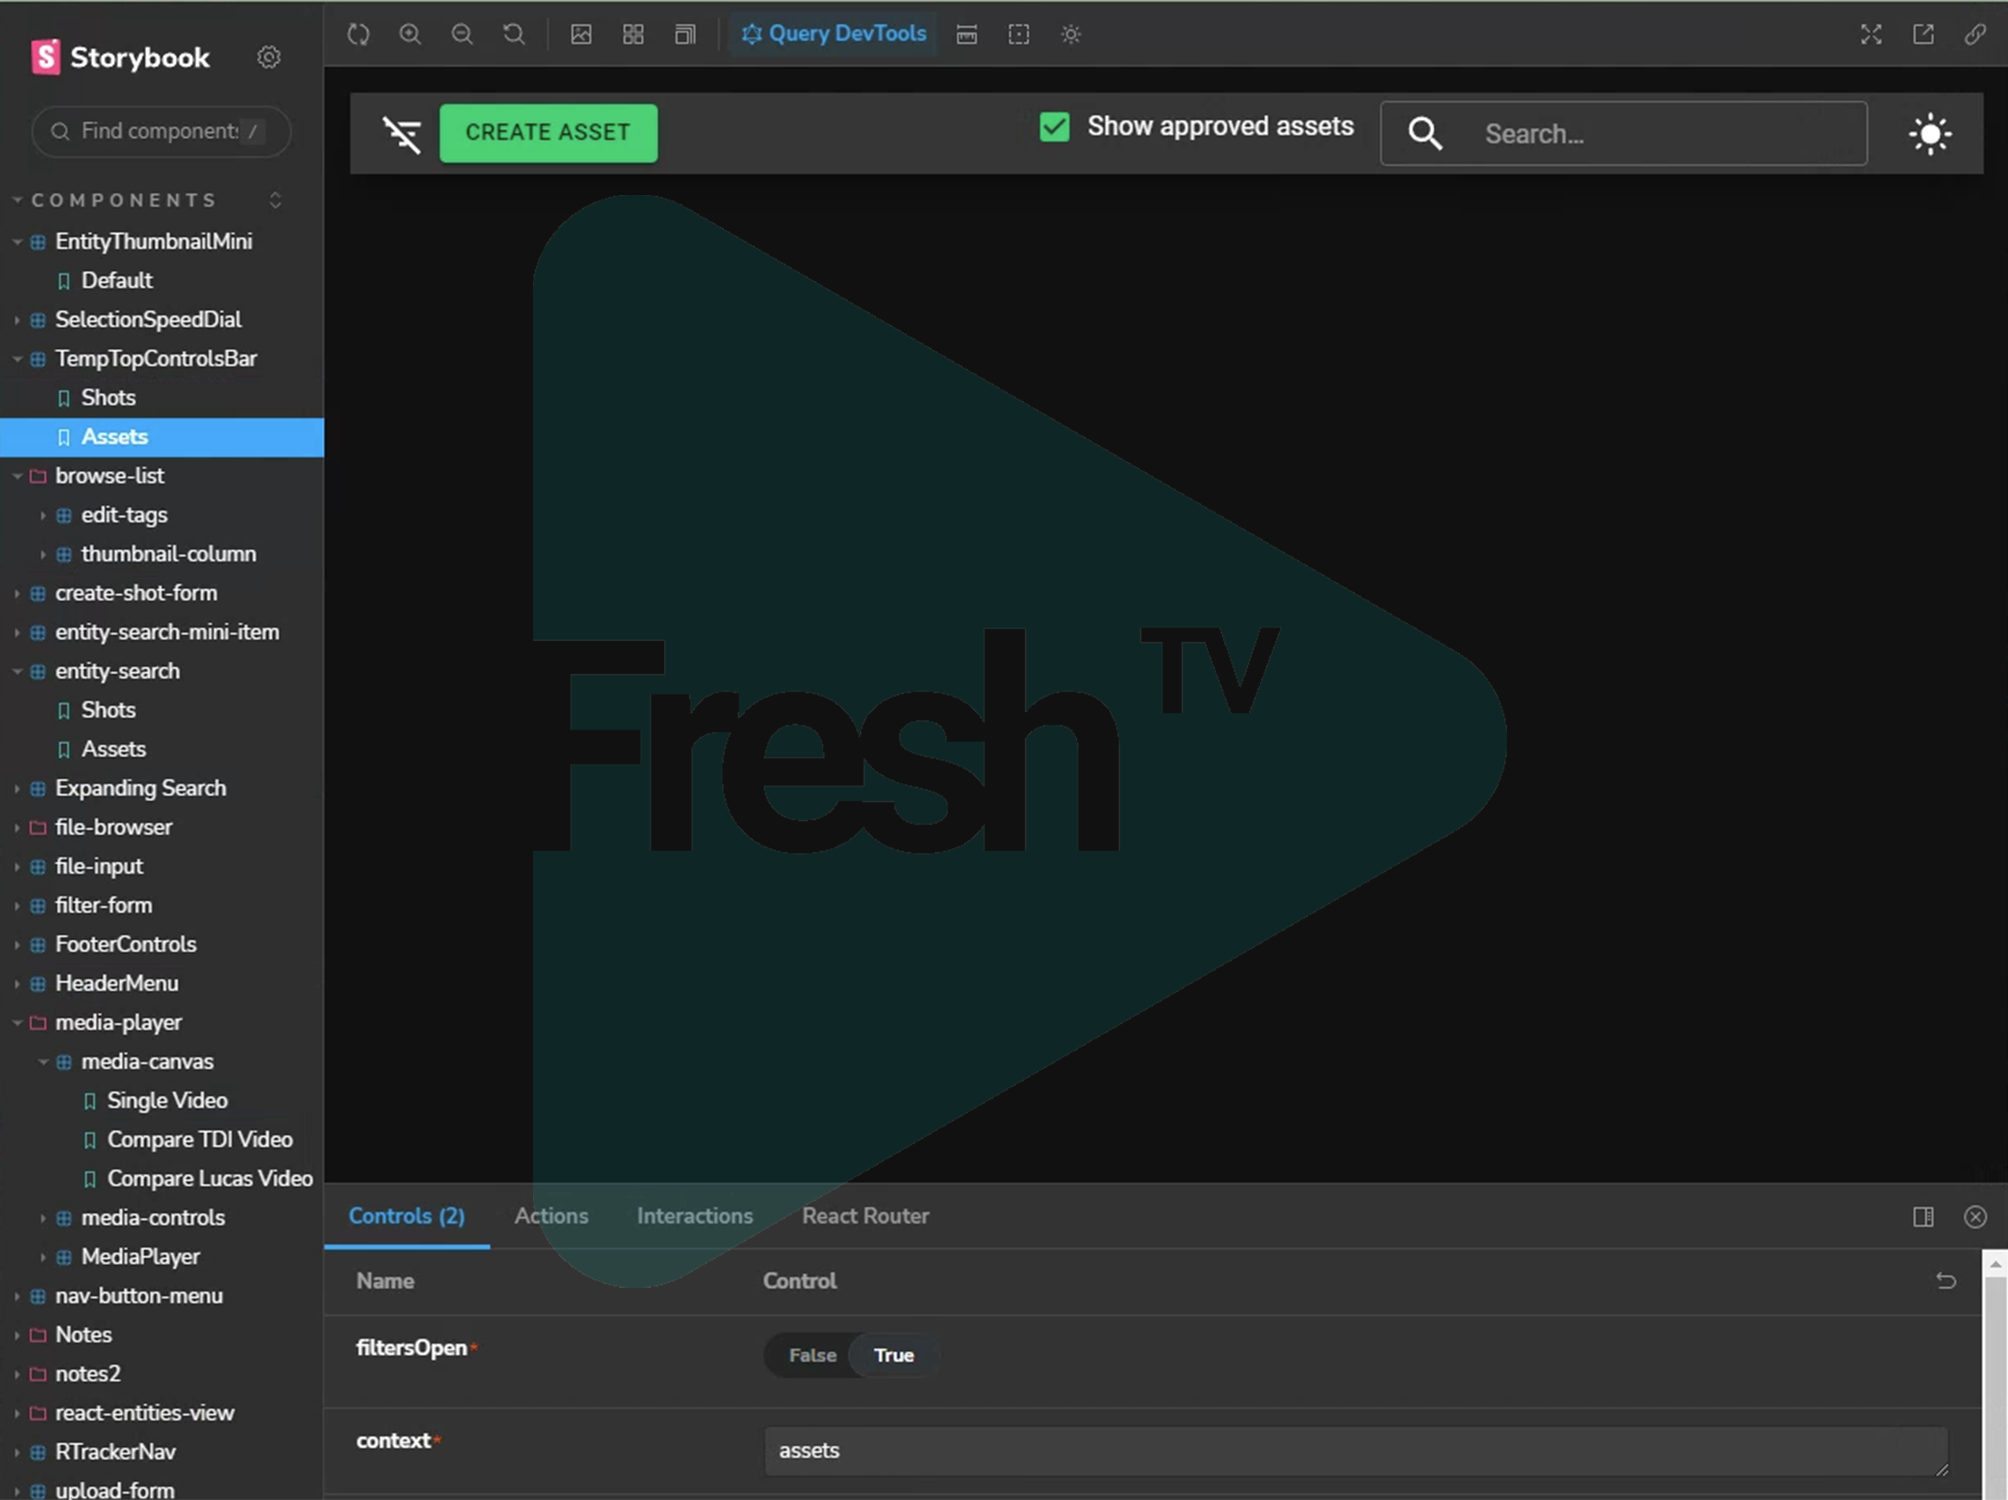 Storybook
Find components
/
COMPONENTS
EntityThumbnailMini
Default
SelectionSpeedDial
TempTopControlsBar
Shots
Assets
browse-list
edit-tags
thumbnail-column
create-shot-form
entity-search-mini-item
entity-search
Shots
Assets
Expanding Search
file-browser
file-input
filter-form
FooterControls
HeaderMenu
media-player
media-canvas
Single Video
Compare TDI Video
Compare Lucas Video
media-controls
MediaPlayer
nav-button-menu
Notes
notes2
react-entities-view
RTrackerNav
upload-form
Query DevTools
CREATE ASSET
Show approved assets
Search...
Fresh TV
Controls (2) Actions Interactions React Router
Name Control
filtersOpen* False True
context* assets